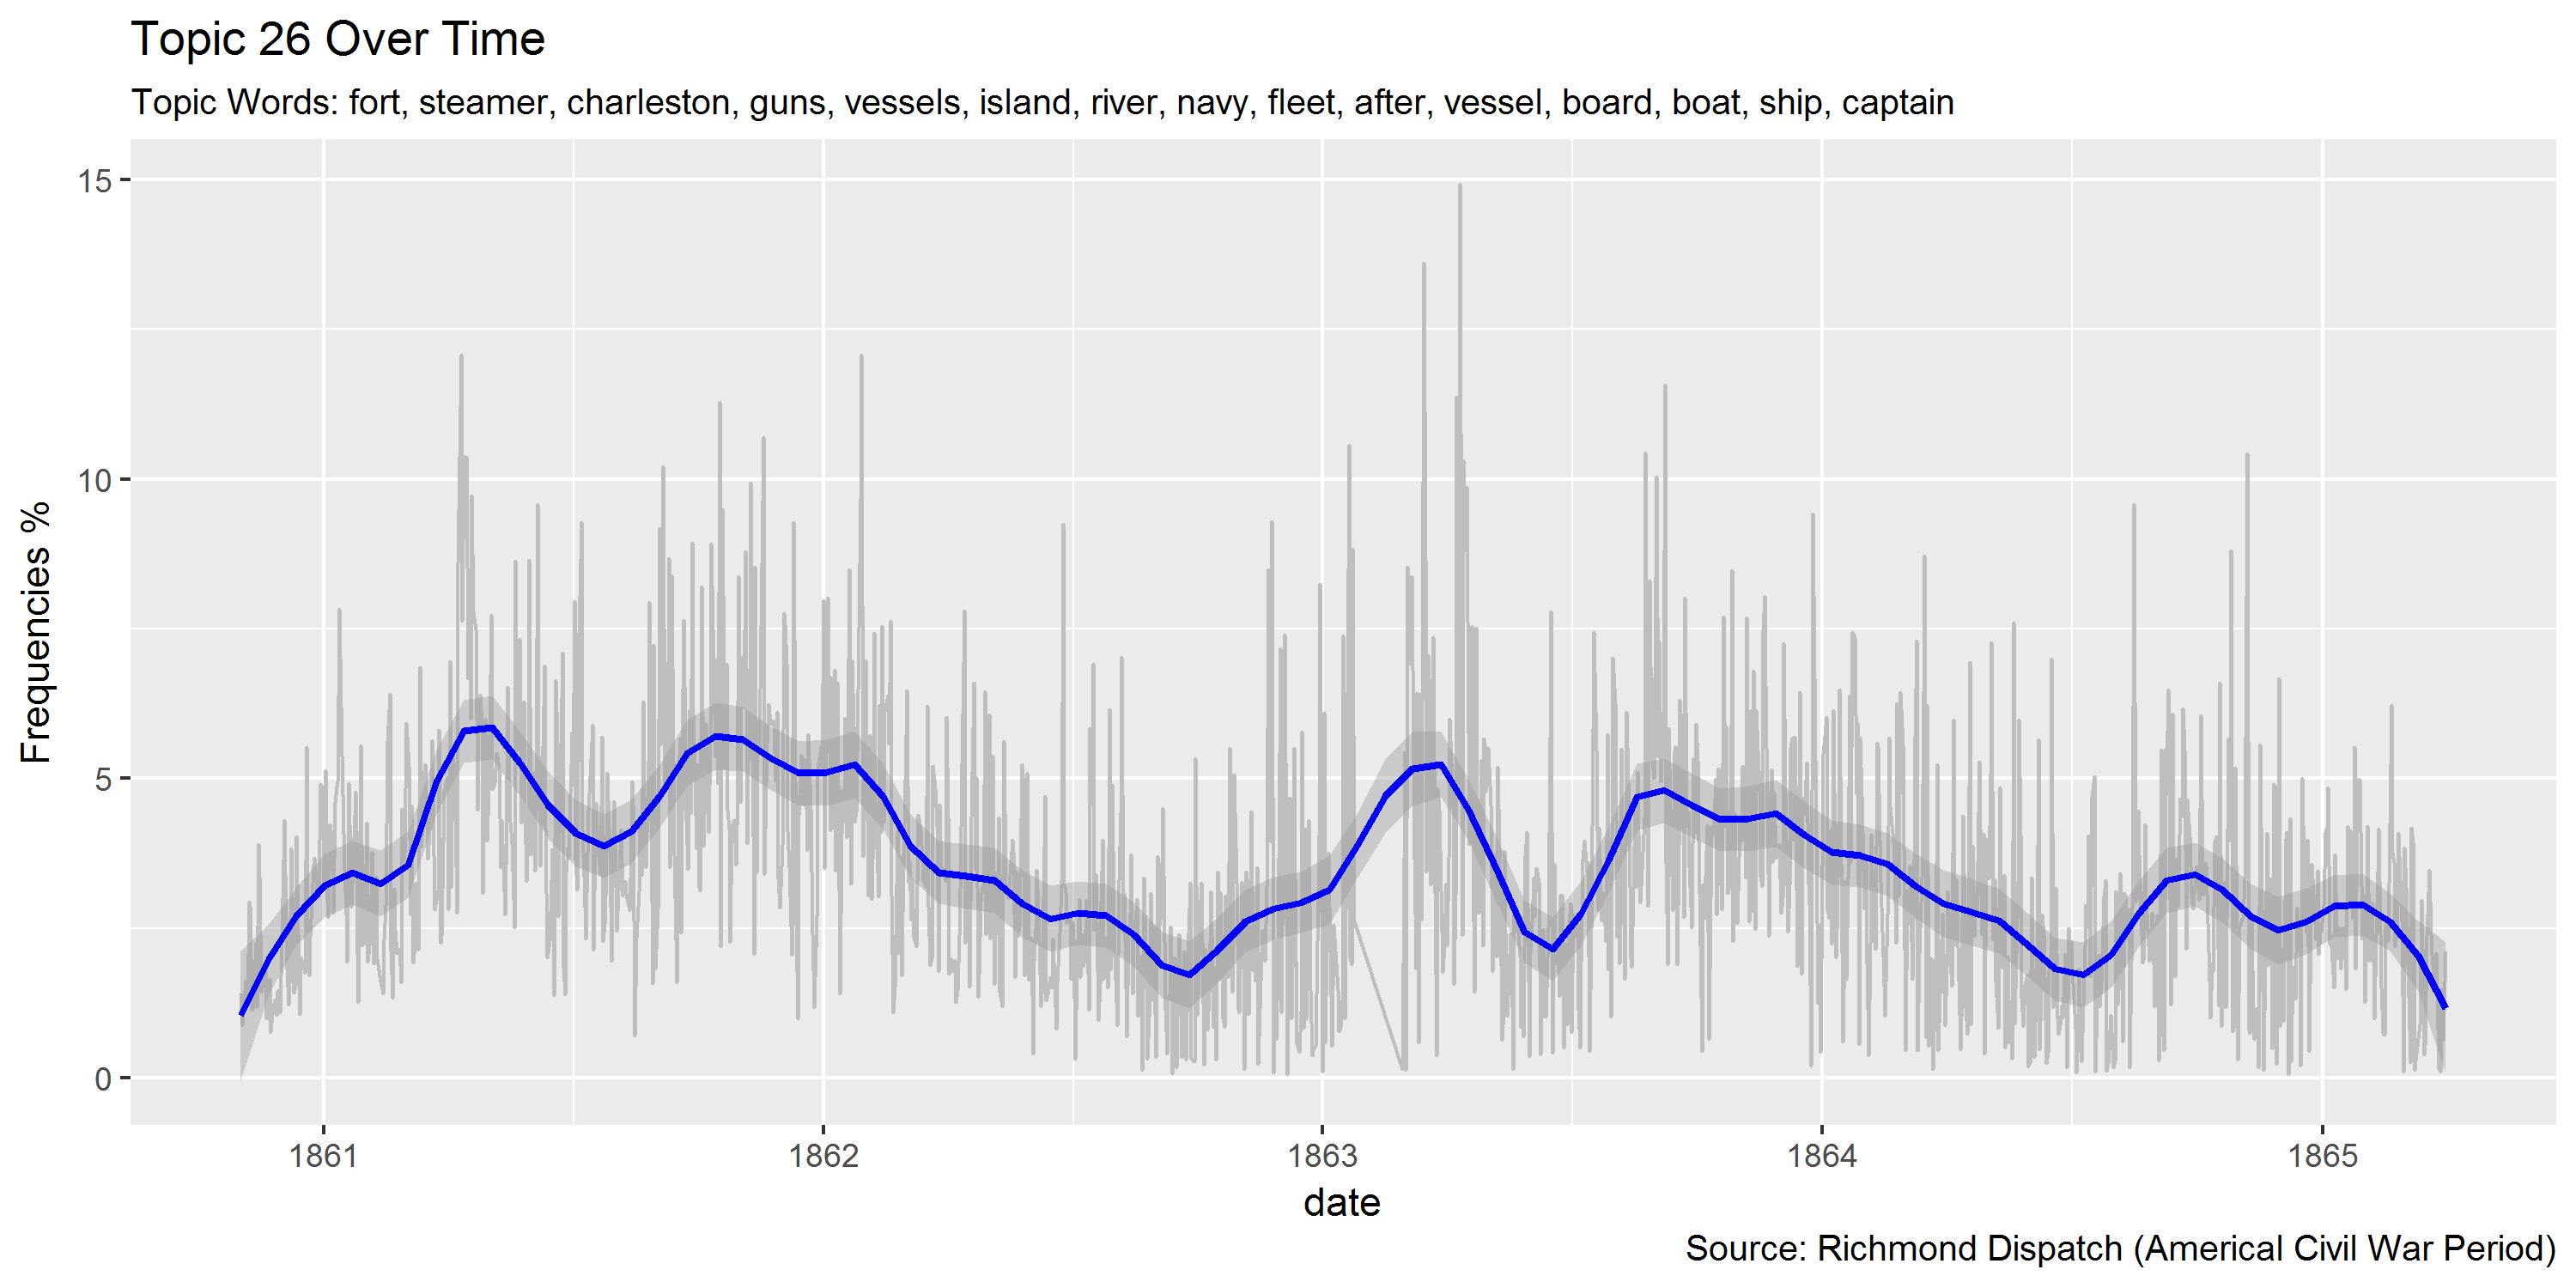 Topic 26 Over Time
Topic Words: fort, steamer, charleston, guns, vessels, island, river, navy, fleet, after, vessel, board, boat, ship, captain
15
10
5
0
Frequencies %
1861 1862 1863 1864 1865
date
Source: Richmond Dispatch (Americal Civil War Period)